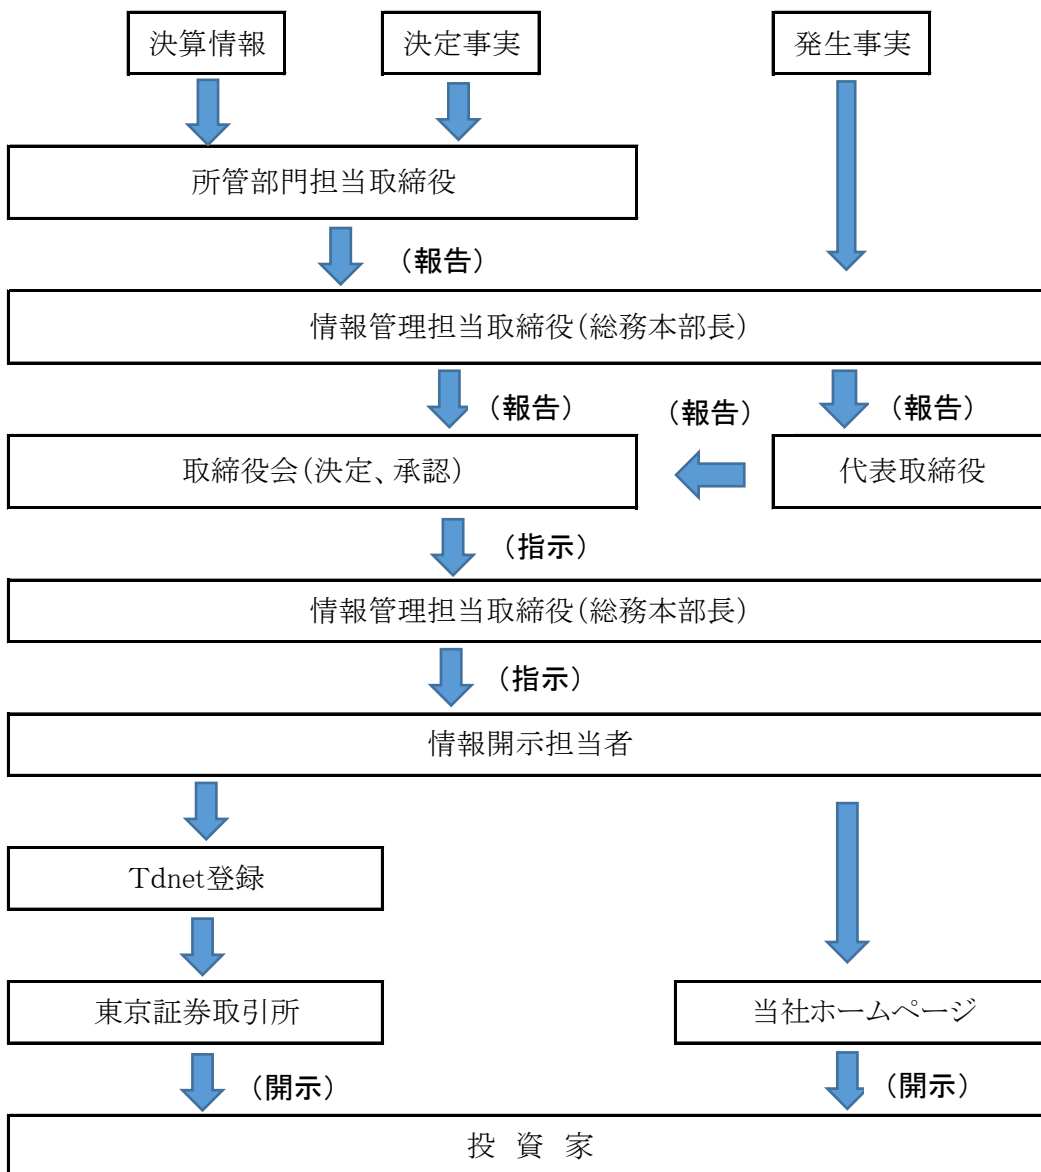 決算情報
決定事実
発生事実
所管部門担当取締役
（報告）
情報管理担当取締役（総務本部長）
（報告）
（報告）
（報告）
取締役会（決定、承認）
代表取締役
（指示）
情報管理担当取締役（総務本部長）
（指示）
情報開示担当者
Tdnet登録
東京証券取引所
当社ホームページ
（開示）
（開示）
投 資 家